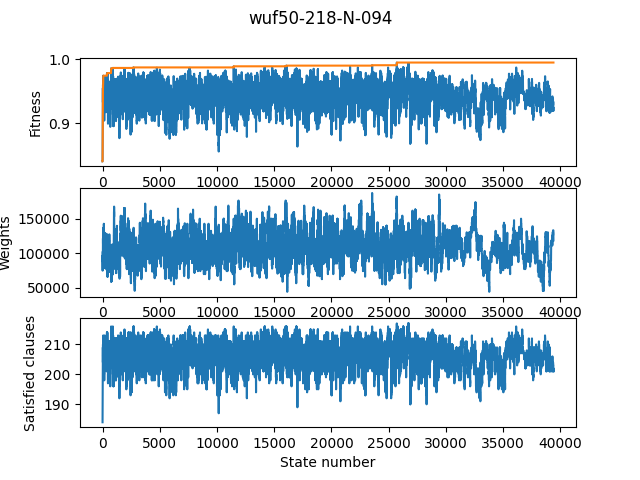 wuf50-218-N-094
1.0
0.9
Fitness
0 5000 10000 15000 20000 25000 30000 35000 40000
150000
100000
50000
Weights
0 5000 10000 15000 20000 25000 30000 35000 40000
210
200
190
Satisfied clauses
0 5000 10000 15000 20000 25000 30000 35000 40000
State number